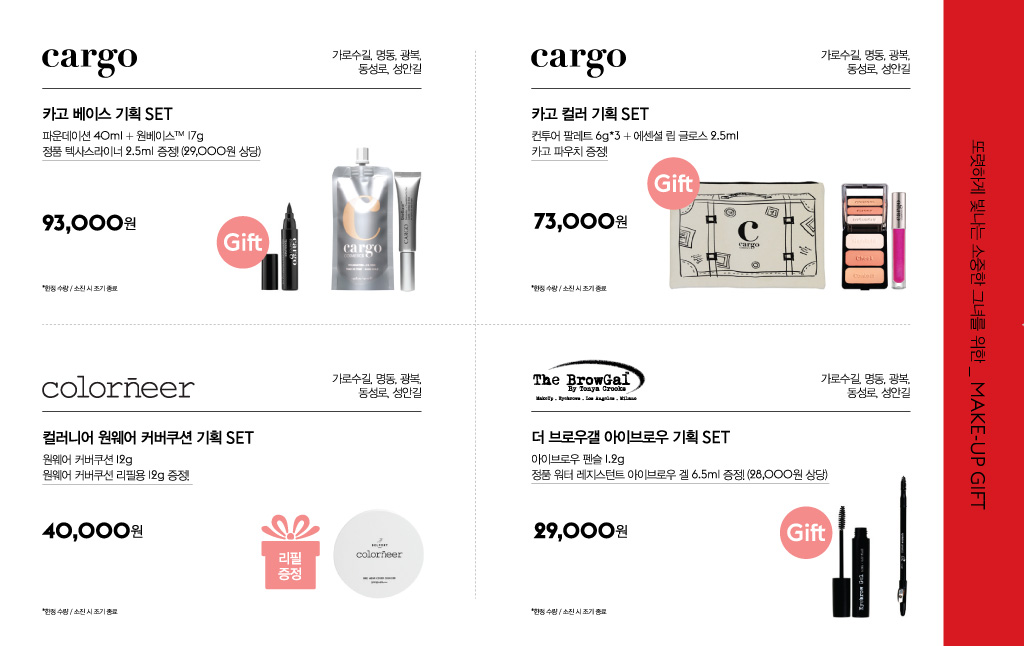 cargo
가로수길, 명동, 광복,
동성로, 성안길
카고 베이스 기획 SET
파운데이션 40ml + 원베이스™ 17g
정품 텍사스라이너 2.5ml 증정! (29,000원 상당)
93,000원
Gift
cargo
cargo
*한정 수량 / 소진 시 조기 종료
cargo
가로수길, 명동, 광복,
동성로, 성안길
카고 컬러 기획 SET
컨투어 팔레트 6g*3 + 에센셜 립 글로스 2.5ml
카고 파우치 증정!
Gift
73,000원
C
cargo
cargo
*한정 수량 / 소진 시 조기 종료
colorñeer
가로수길, 명동, 광복,
동성로, 성안길
컬러니어 원웨어 커버쿠션 기획 SET
원웨어 커버쿠션 12g
원웨어 커버쿠션 리필용 12g 증정!
40,000원
리필
증정
colorñeer
*한정 수량 / 소진 시 조기 종료
The BrowGal
By Tonya Crooks
MakeUp . Eyebrows . Los Angeles . Milano
가로수길, 명동, 광복,
동성로, 성안길
더 브로우갤 아이브로우 기획 SET
아이브로우 펜슬 1.2g
정품 워터 레지스턴트 아이브로우 겔 6.5ml 증정! (28,000원 상당)
29,000원
Gift
Eyebrow Gel
*한정 수량 / 소진 시 조기 종료
또렷하게 빛나는 소중한 그녀를 위한 _ MAKE-UP GIFT